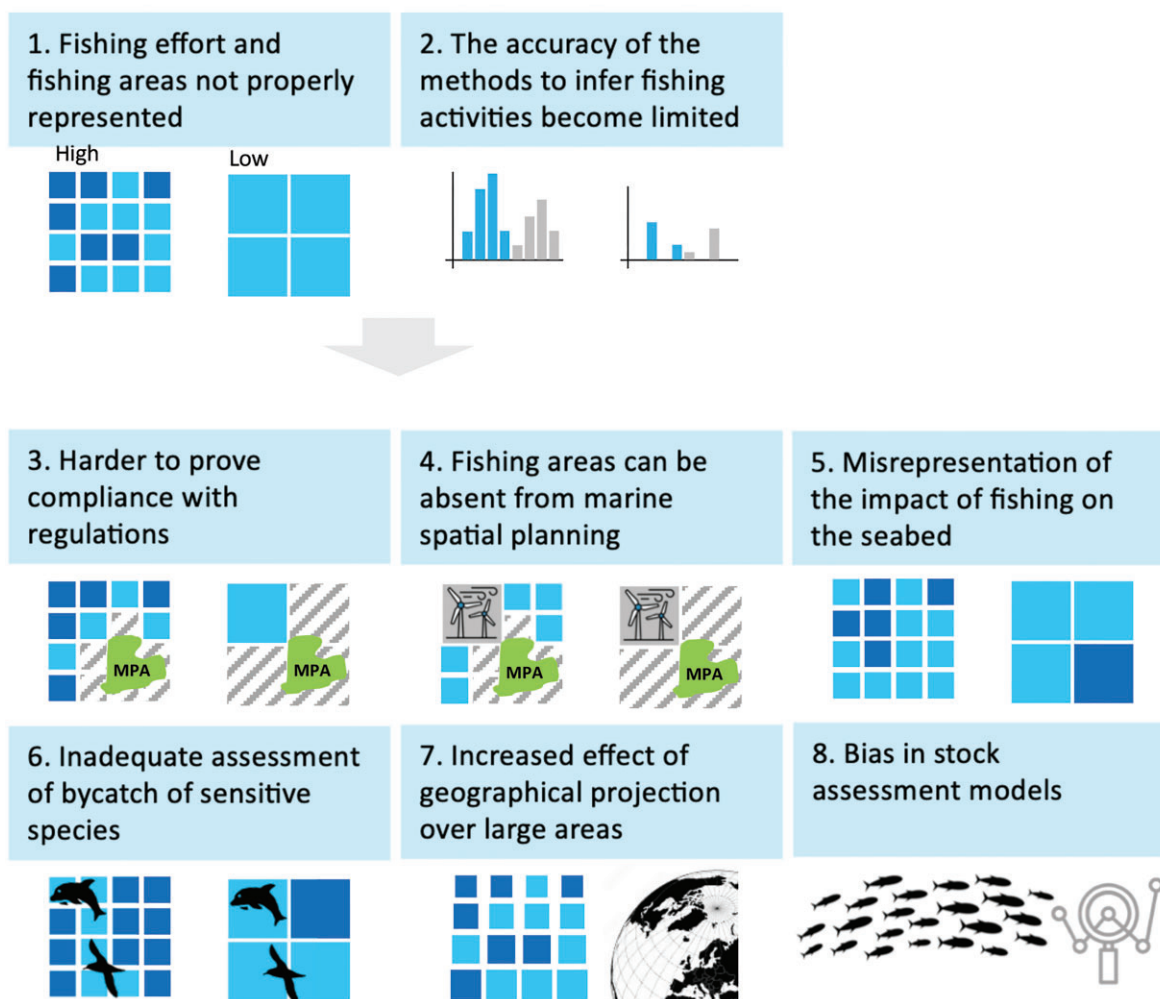 1. Fishing effort and
fishing areas not properly
represented
2. The accuracy of the
methods to infer fishing
activities become limited
High
Low
3. Harder to prove
compliance with
regulations
4. Fishing areas can be
absent from marine
spatial planning
5. Misrepresentation of
the impact of fishing on
the seabed
MPA
MPA
MPA
MPA
6. Inadequate assessment
of bycatch of sensitive
species
7. Increased effect of
geographical projection
over large areas
8. Bias in stock
assessment models